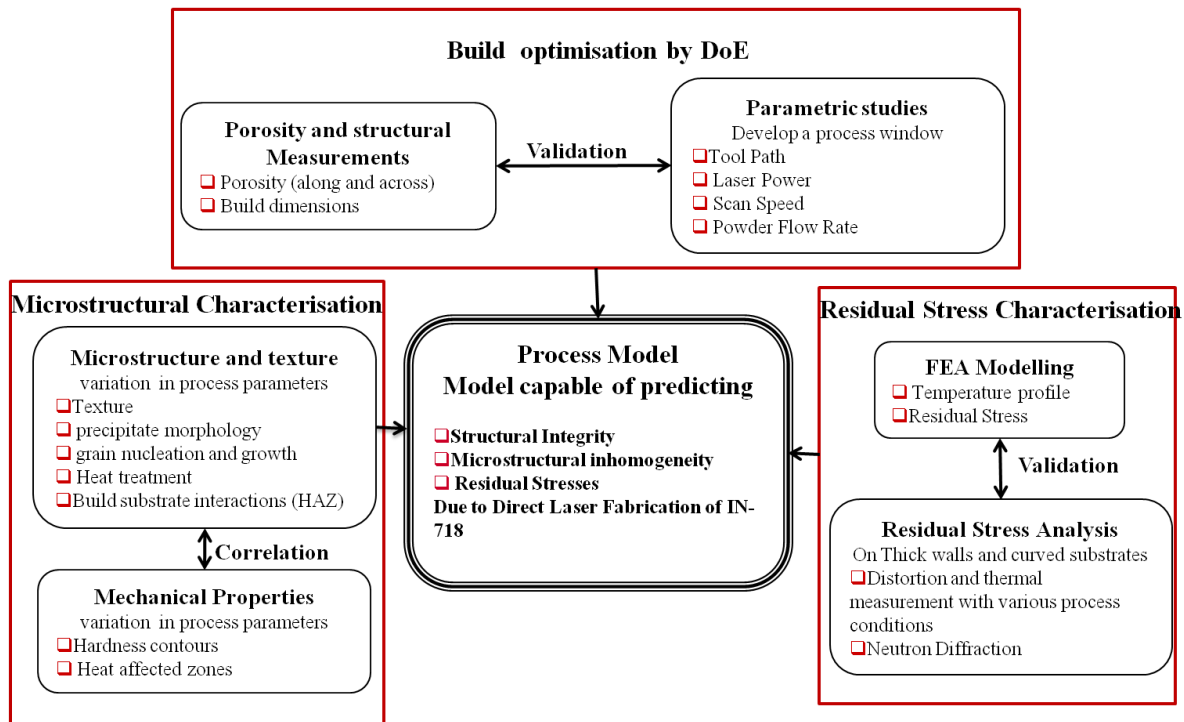 Build optimisation by DoE
Porosity and structural
Measurements
❑ Porosity (along and across)
❑ Build dimensions
Validation
Parametric studies
Develop a process window
❑Tool Path
❑ Laser Power
❑ Scan Speed
❑ Powder Flow Rate
Microstructural Characterisation
Microstructure and texture
variation in process parameters
❑Texture
❑ precipitate morphology
❑ grain nucleation and growth
❑ Heat treatment
❑Build substrate interactions (HAZ)
Correlation
Mechanical Properties
variation in process parameters
❑Hardness contours
❑ Heat affected zones
Process Model
Model capable of predicting
❑Structural Integrity
❑Microstructural inhomogeneity
❑ Residual Stresses
Due to Direct Laser Fabrication of IN-
718
Residual Stress Characterisation
FEA Modelling
❑ Temperature profile
❑Residual Stress
Validation
Residual Stress Analysis
On Thick walls and curved substrates
❑Distortion and thermal
measurement with various process
conditions
❑Neutron Diffraction